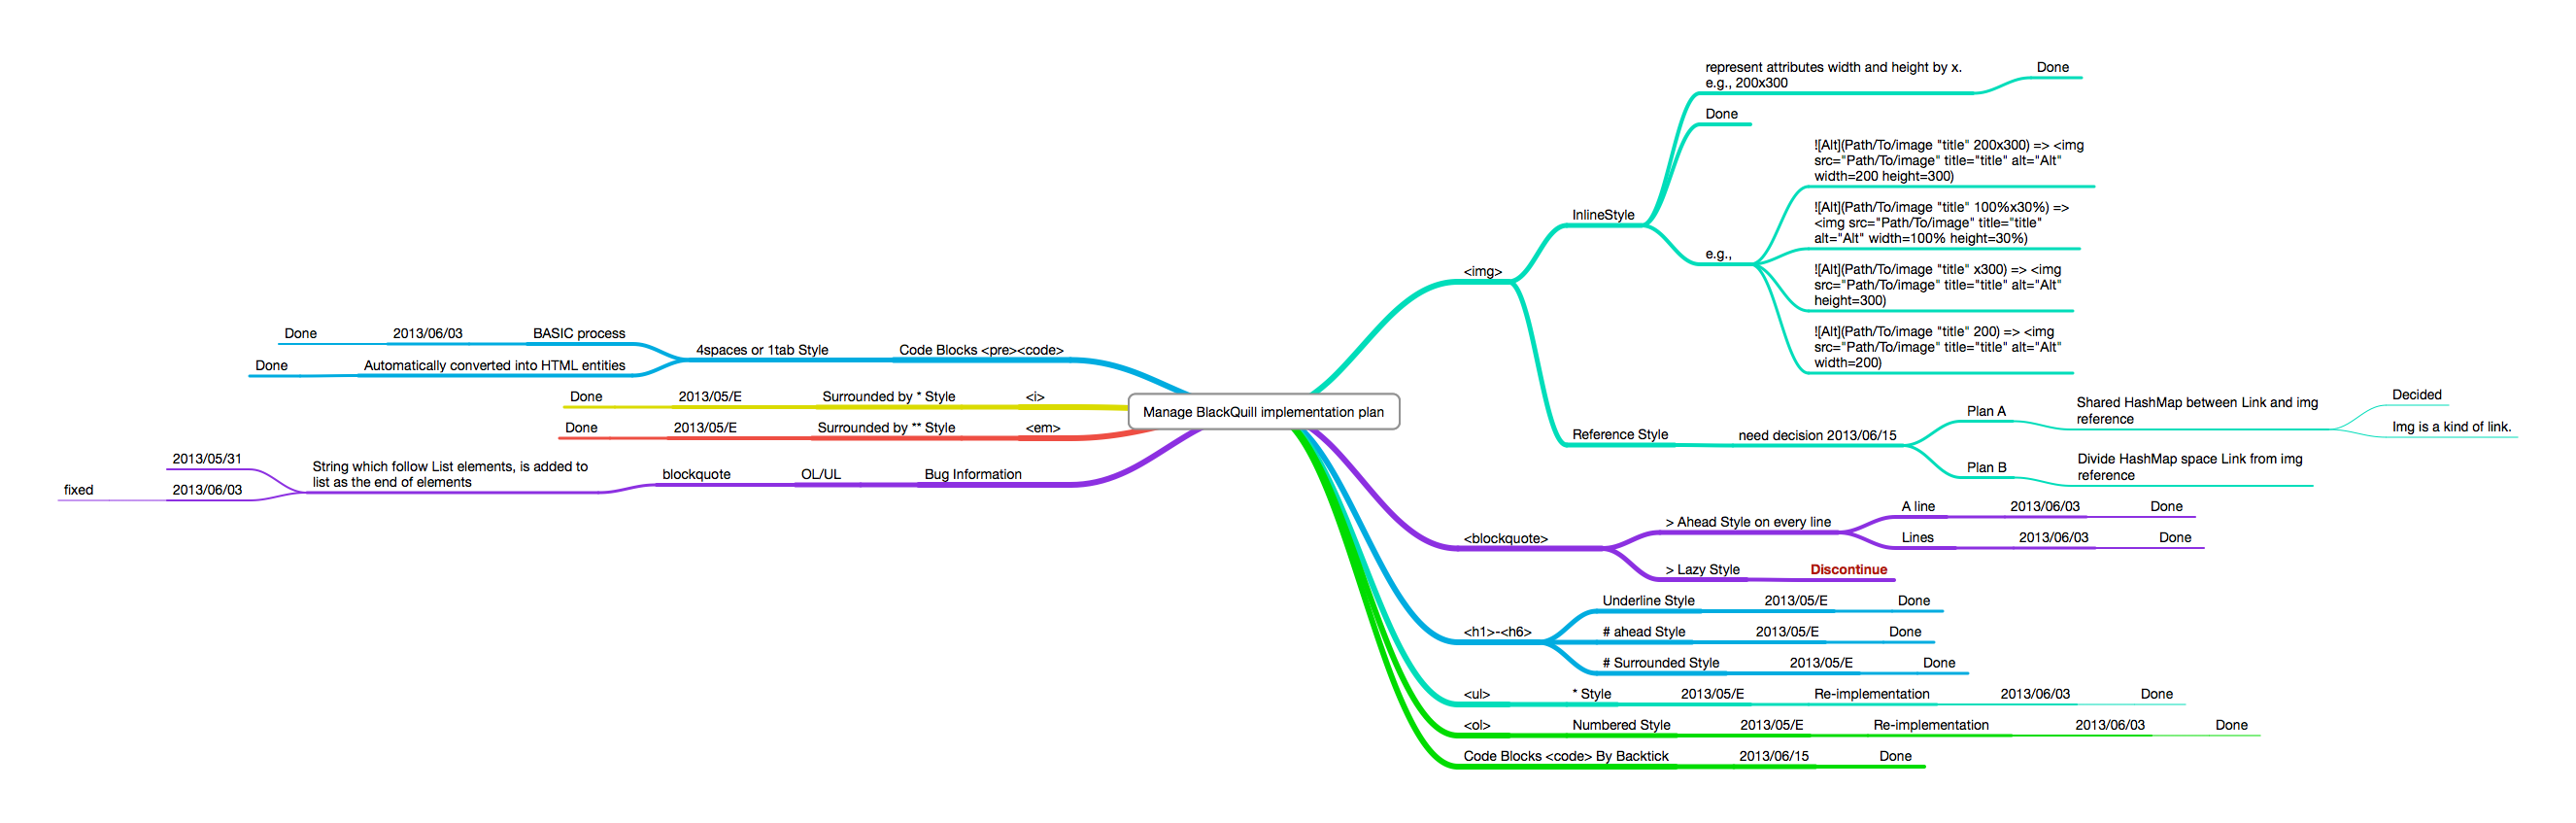 Manage BlackQuill implementation plan
<img>
InlineStyle
represent attributes width and height by x.
e.g., 200x300
Done
Done
e.g.,
![Alt](Path/To/image "title" 200x300) => <img
src="Path/To/image" title="title" alt="Alt"
width=200 height=300)
![Alt](Path/To/image "title" 100%x30%) =>
<img src="Path/To/image" title="title"
alt="Alt" width=100% height=30%)
![Alt](Path/To/image "title" x300) => <img
src="Path/To/image" title="title" alt="Alt"
height=300)
![Alt](Path/To/image "title" 200) => <img
src="Path/To/image" title="title" alt="Alt"
width=200)
Reference Style
need decision 2013/06/15
Plan A
Shared HashMap between Link and img
reference
Decided
Img is a kind of link.
Plan B
Divide HashMap space Link from img
reference
<blockquote>
> Ahead Style on every line
A line
2013/06/03
Done
Lines
2013/06/03
Done
> Lazy Style
Discontinue
<h1>-<h6>
Underline Style
2013/05/E
Done
# ahead Style
2013/05/E
Done
# Surrounded Style
2013/05/E
Done
<ul>
* Style
2013/05/E
Re-implementation
2013/06/03
Done
<ol>
Numbered Style
2013/05/E
Re-implementation
2013/06/03
Done
Code Blocks <code> By Backtick
2013/06/15
Done
Code Blocks <pre><code>
4spaces or 1tab Style
BASIC process
2013/06/03
Done
Automatically converted into HTML entities
Done
<i>
Surrounded by * Style
2013/05/E
Done
<em>
Surrounded by ** Style
2013/05/E
Done
Bug Information
OL/UL
blockquote
String which follow List elements, is added to
list as the end of elements
2013/05/31
2013/06/03
fixed